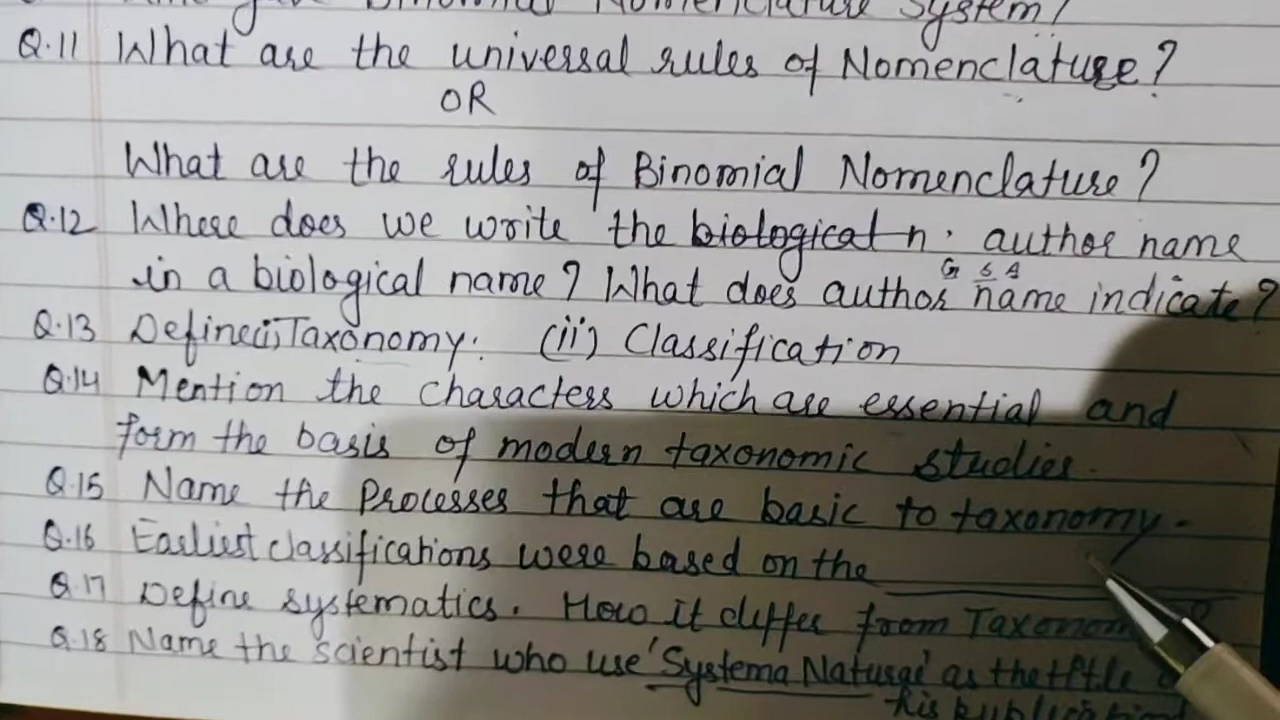 Binomial Nomenclature System?
Q.11 What are the universal rules of Nomenclature?
OR
What are the rules of Binomial Nomenclature?
Q.12 Where does we write the biological n. author name
G S A
in a biological name? What does author name indicate?
Q.13 Define(i) Taxonomy. (ii) Classification
Q.14 Mention the characters which are essential and
form the basis of modern taxonomic studies.
Q.15 Name the Processes that are basic to taxonomy.
Q.16 Earliest classifications were based on the
Q.17 Define systematics. How it differ from
Q.18 Name the scientist who use 'Systema Naturae' as the title
his